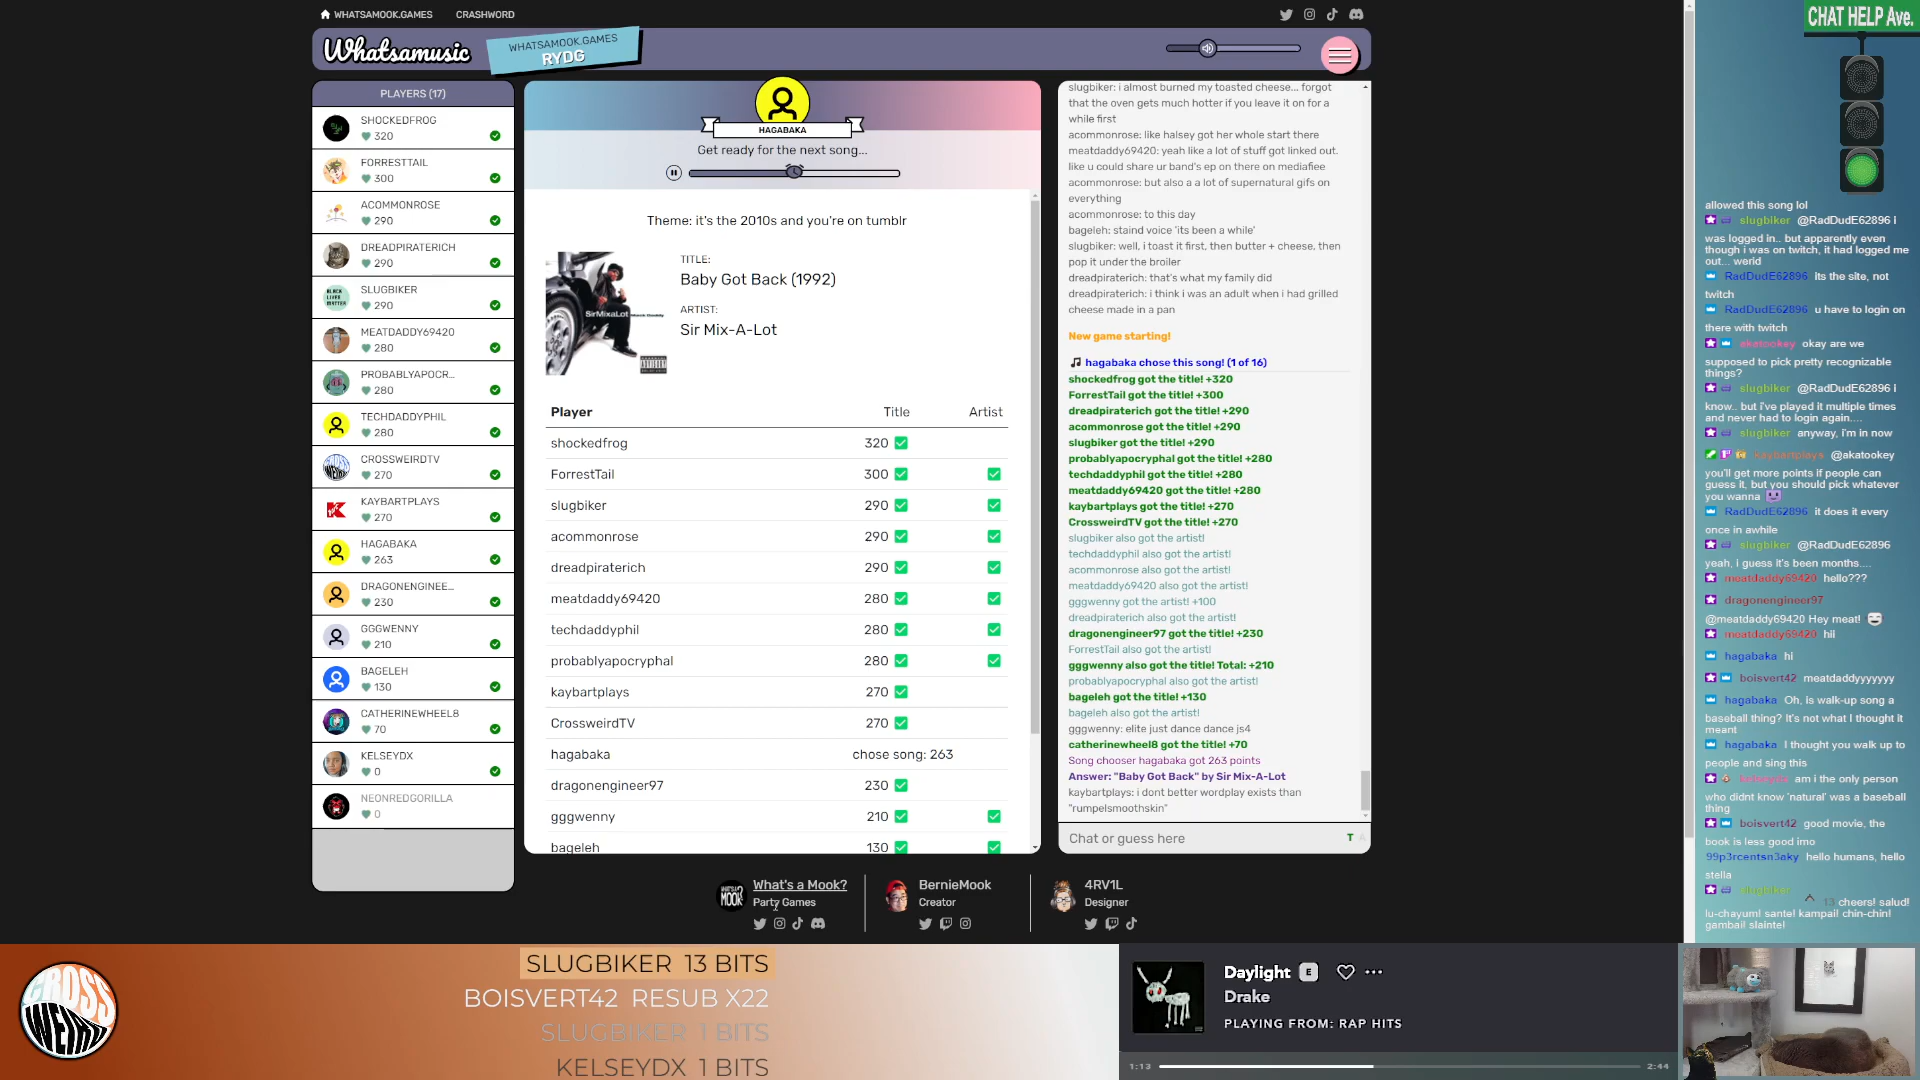 WHATSAMOOK.GAMES
CRASHWORD
Whatsamusic
WHATSAMOOK.GAMES
RYDG
PLAYERS (17)
SHOCKEDFROG
320
FORRESTTAIL
300
ACOMMONROSE
290
DREADPIRATERICH
290
SLUGBIKER
290
MEATDADDY69420
280
PROBABLYAPOCR...
280
TECHDADDYPHIL
280
CROSSWEIRDTV
270
KAYBARTPLAYS
270
HAGABAKA
263
DRAGONENGINEE...
230
GGGWENNY
210
BAGELEH
130
CATHERINEWHEEL8
70
KELSEYDX
0
NEONREDGORILLA
0
HAGABAKA
Get ready for the next song...
Theme: it's the 2010s and you're on tumblr
TITLE:
Baby Got Back (1992)
ARTIST:
Sir Mix-A-Lot
SirMixaLot
Player Title Artist
shockedfrog 320
ForrestTail 300
slugbiker 290
acommonrose 290
dreadpiraterich 290
meatdaddy69420 280
techdaddyphil 280
probablyapocryphal 280
kaybartplays 270
CrossweirdTV 270
hagabaka chose song: 263
dragonengineer97 230
gggwenny 210
bageleh 130
slugbiker: i almost burned my toasted cheese... forgot
that the oven gets much hotter if you leave it on for a
while first
acommonrose: like halsey got her whole start there
meatdaddy69420: yeah like a lot of stuff got linked out.
like u could share ur band's ep on there on mediafiee
acommonrose: but also a a lot of supernatural gifs on
everything
acommonrose: to this day
bageleh: staind voice 'its been a while'
slugbiker: well, i toast it first, then butter + cheese, then
pop it under the broiler
dreadpiraterich: that's what my family did
dreadpiraterich: i think i was an adult when i had grilled
cheese made in a pan
New game starting!
hagabaka chose this song! (1 of 16)
shockedfrog got the title! +320
ForrestTail got the title! +300
dreadpiraterich got the title! +290
acommonrose got the title! +290
slugbiker got the title! +290
probablyapocryphal got the title! +280
techdaddyphil got the title! +280
meatdaddy69420 got the title! +280
kaybartplays got the title! +270
CrossweirdTV got the title! +270
slugbiker also got the artist!
techdaddyphil also got the artist!
acommonrose also got the artist!
meatdaddy69420 also got the artist!
gggwenny got the artist! +100
dreadpiraterich also got the artist!
dragonengineer97 got the title! +230
ForrestTail also got the artist!
gggwenny also got the title! Total: +210
probablyapocryphal also got the artist!
bageleh got the title! +130
bageleh also got the artist!
gggwenny: elite just dance dance js4
catherinewheel8 got the title! +70
Song chooser hagabaka got 263 points
Answer: "Baby Got Back" by Sir Mix-A-Lot
kaybartplays: i dont better wordplay exists than
"rumpelsmoothskin"
Chat or guess here
T A
WHAT'S A MOOK?
What's a Mook?
Party Games
BernieMook
Creator
4RV1L
Designer
CHAT HELP Ave.
allowed this song lol
slugbiker @RadDudE62896 i
was logged in.. but apparently even
though i was on twitch, it had logged me
out... werid
RadDudE62896 Its the site, not
twitch
RadDudE62896 u have to login on
there with twitch
akatookey okay are we
supposed to pick pretty recognizable
things?
slugbiker @RadDudE62896 i
know.. but i've played it multiple times
and never had to login again....
slugbiker anyway, i'm in now
kaybartplays @akatookey
you'll get more points if people can
guess it, but you should pick whatever
you wanna
RadDudE62896 it does it every
once in awhile
slugbiker @RadDudE62896
yeah, i guess it's been months....
meatdaddy69420 hello???
dragonengineer97
@meatdaddy69420 Hey meat!
meatdaddy69420 hii
hagabaka hi
boisvert42 meatdaddyyyyyy
hagabaka Oh, is walk-up song a
baseball thing? It's not what I thought it
meant
hagabaka I thought you walk up to
people and sing this
am i the only person
who didnt know 'natural' was a baseball
thing
boisvert42 good movie, the
book is less good imo
99p3rcentsn3aky hello humans, hello
stella
slugbiker
13 cheers! salud!
lu-chayum! sante! kampai! chin-chin!
gambai! slainte!
CROSS
WEIRD
SLUGBIKER 13 BITS
BOISVERT42 RESUB X22
SLUGBIKER 1 BITS
KELSEYDX 1 BITS
Daylight E
Drake
PLAYING FROM: RAP HITS
1:13
2:44